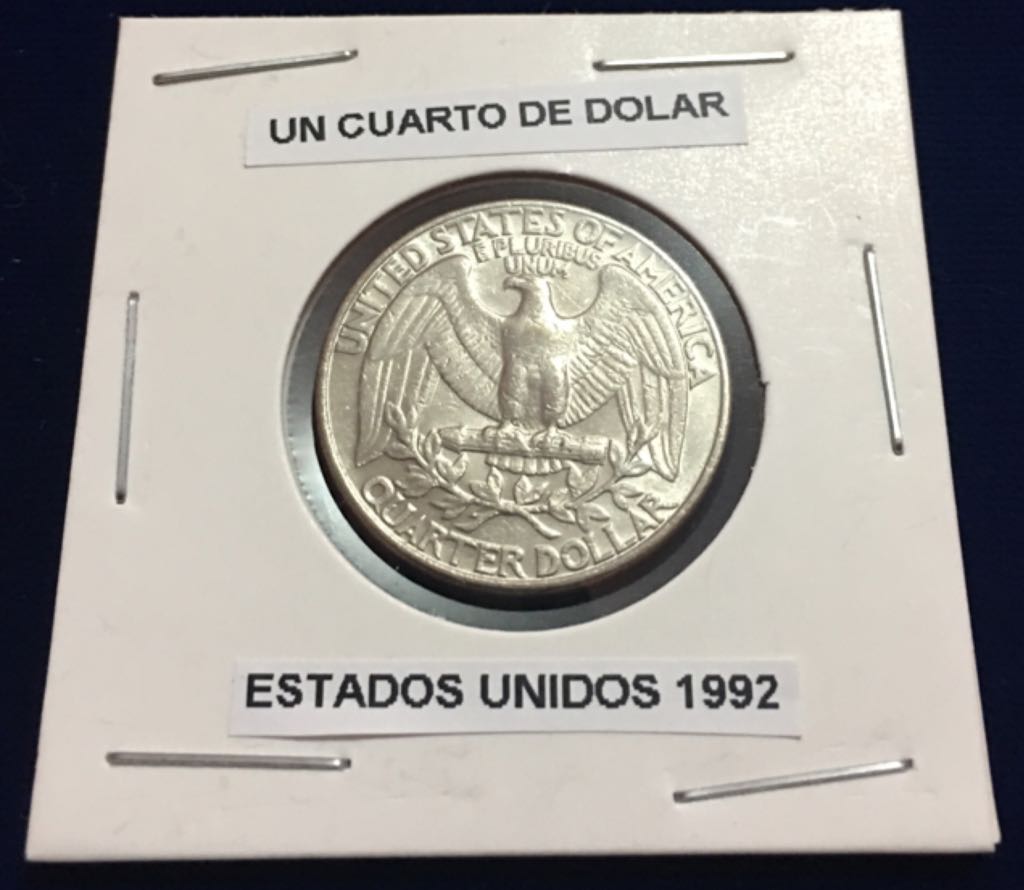 UN CUARTO DE DOLAR
UNITED STATES OF AMERICA
E PLURIBUS
UNUM
QUARTER DOLLAR
ESTADOS UNIDOS 1992